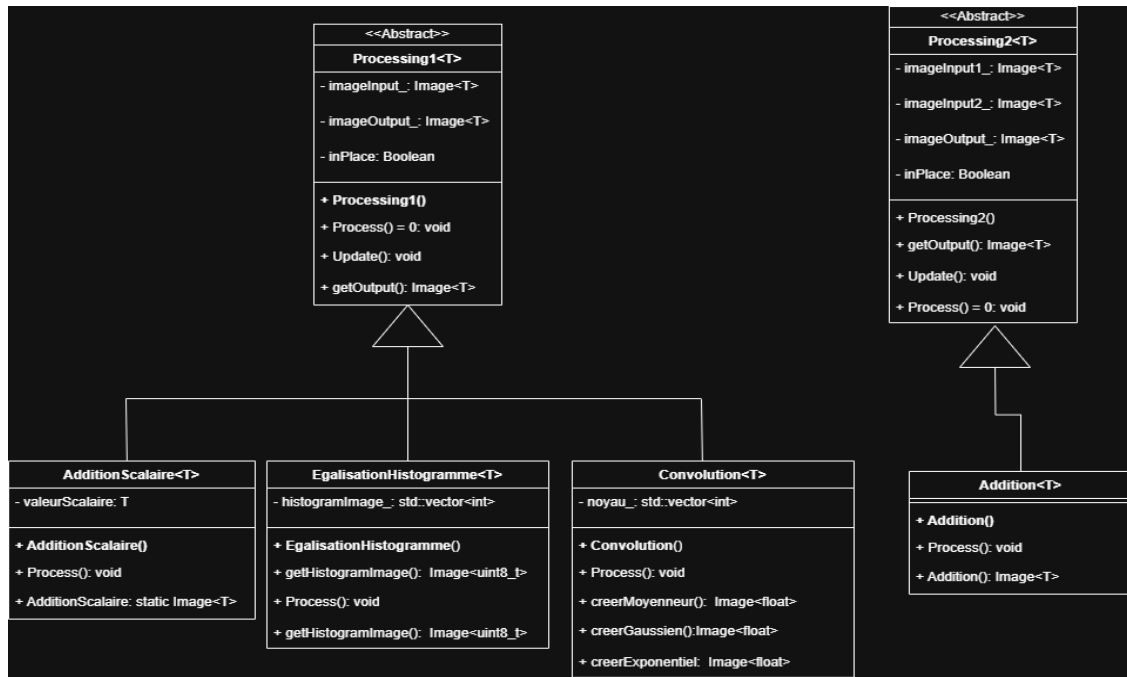 <<Abstract>>
Processing1<T>
- imageInput_: Image<T>
- imageOutput_: Image<T>
- inPlace: Boolean
+ Processing1()
+ Process() = 0: void
+ Update(): void
+ getOutput(): Image<T>
<<Abstract>>
Processing2<T>
- imageInput1_: Image<T>
- imageInput2_: Image<T>
- imageOutput_: Image<T>
- inPlace: Boolean
+ Processing2()
+ getOutput(): Image<T>
+ Update(): void
+ Process() = 0: void
AdditionScalaire<T>
- valeurScalaire: T
+ AdditionScalaire()
+ Process(): void
+ AdditionScalaire: static Image<T>
EgalisationHistogramme<T>
- histogramImage_: std::vector<int>
+ EgalisationHistogramme()
+ getHistogramImage(): Image<uint8_t>
+ Process(): void
+ getHistogramImage(): Image<uint8_t>
Convolution<T>
- noyau_: std::vector<int>
+ Convolution()
+ Process(): void
+ creerMoyenneur(): Image<float>
+ creerGaussien():Image<float>
+ creerExponentiel: Image<float>
Addition<T>
+ Addition()
+ Process(): void
+ Addition(): Image<T>